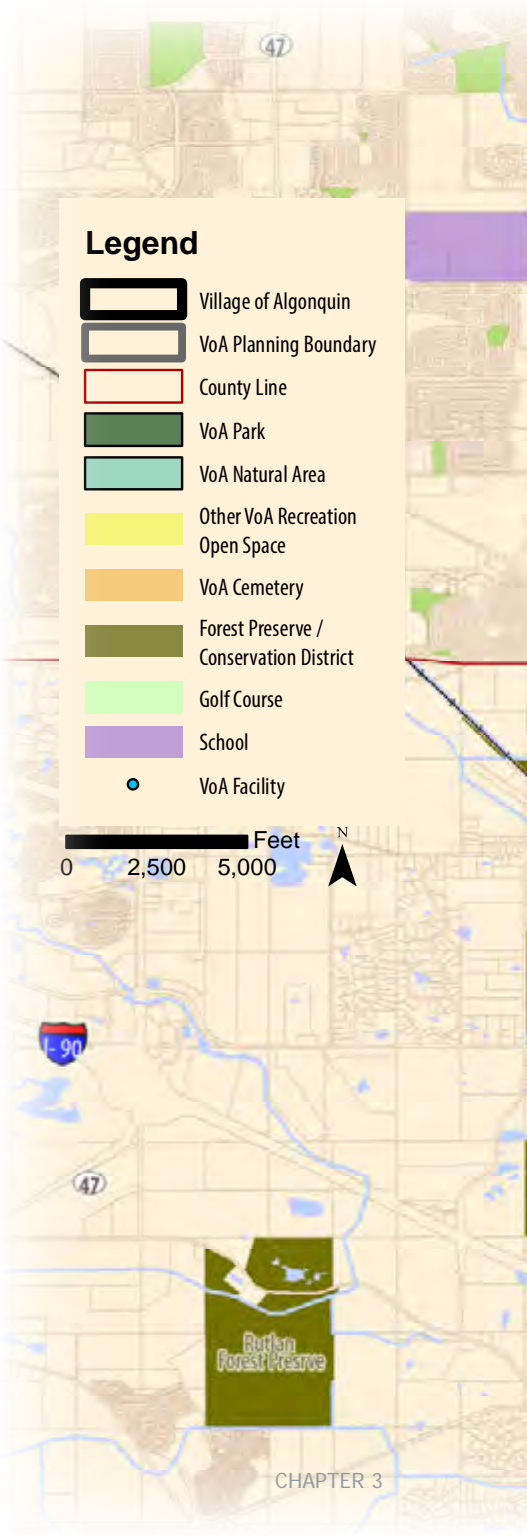 47
Legend
Village of Algonquin
VoA Planning Boundary
County Line
VoA Park
VoA Natural Area
Other VoA Recreation
Open Space
VoA Cemetery
Forest Preserve /
Conservation District
Golf Course
School
VoA Facility
Feet
N
0 2,500 5,000
I-90
47
Rutlan
Forest Presrve
CHAPTER 3